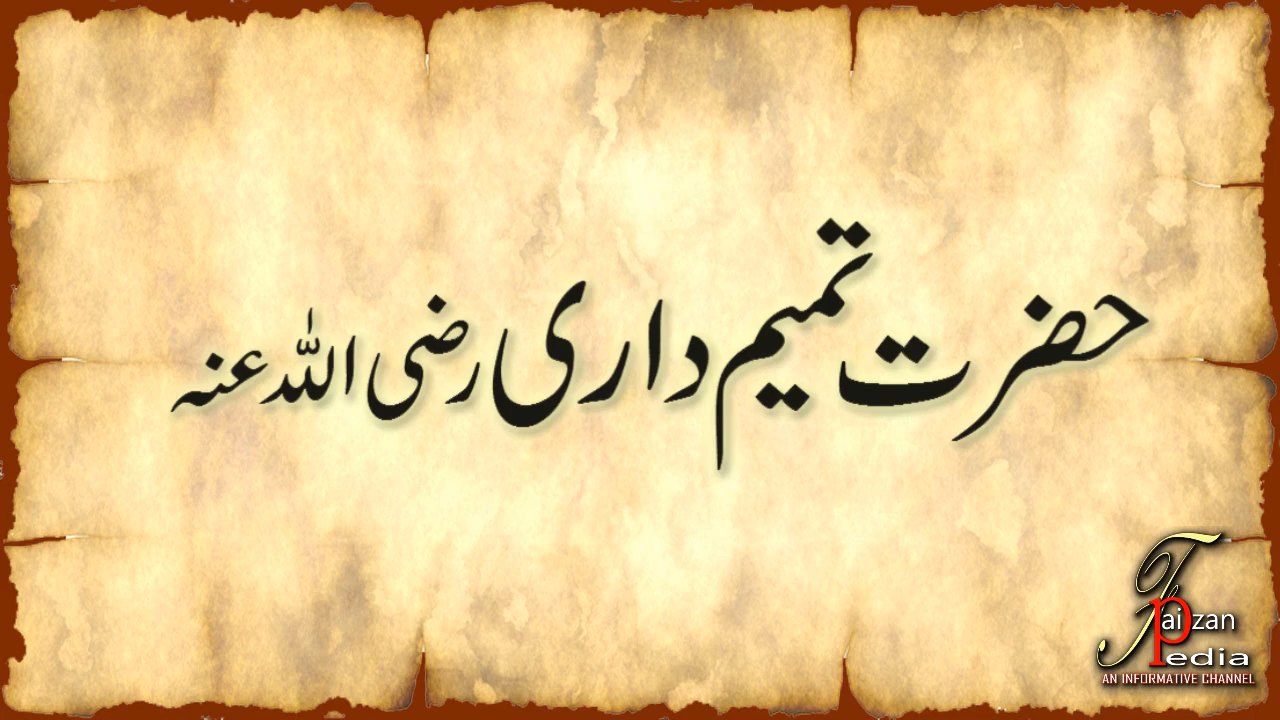 حضرت تمیم داری رضی اللہ عنہ
Faizan
Pedia
AN INFORMATIVE CHANNEL